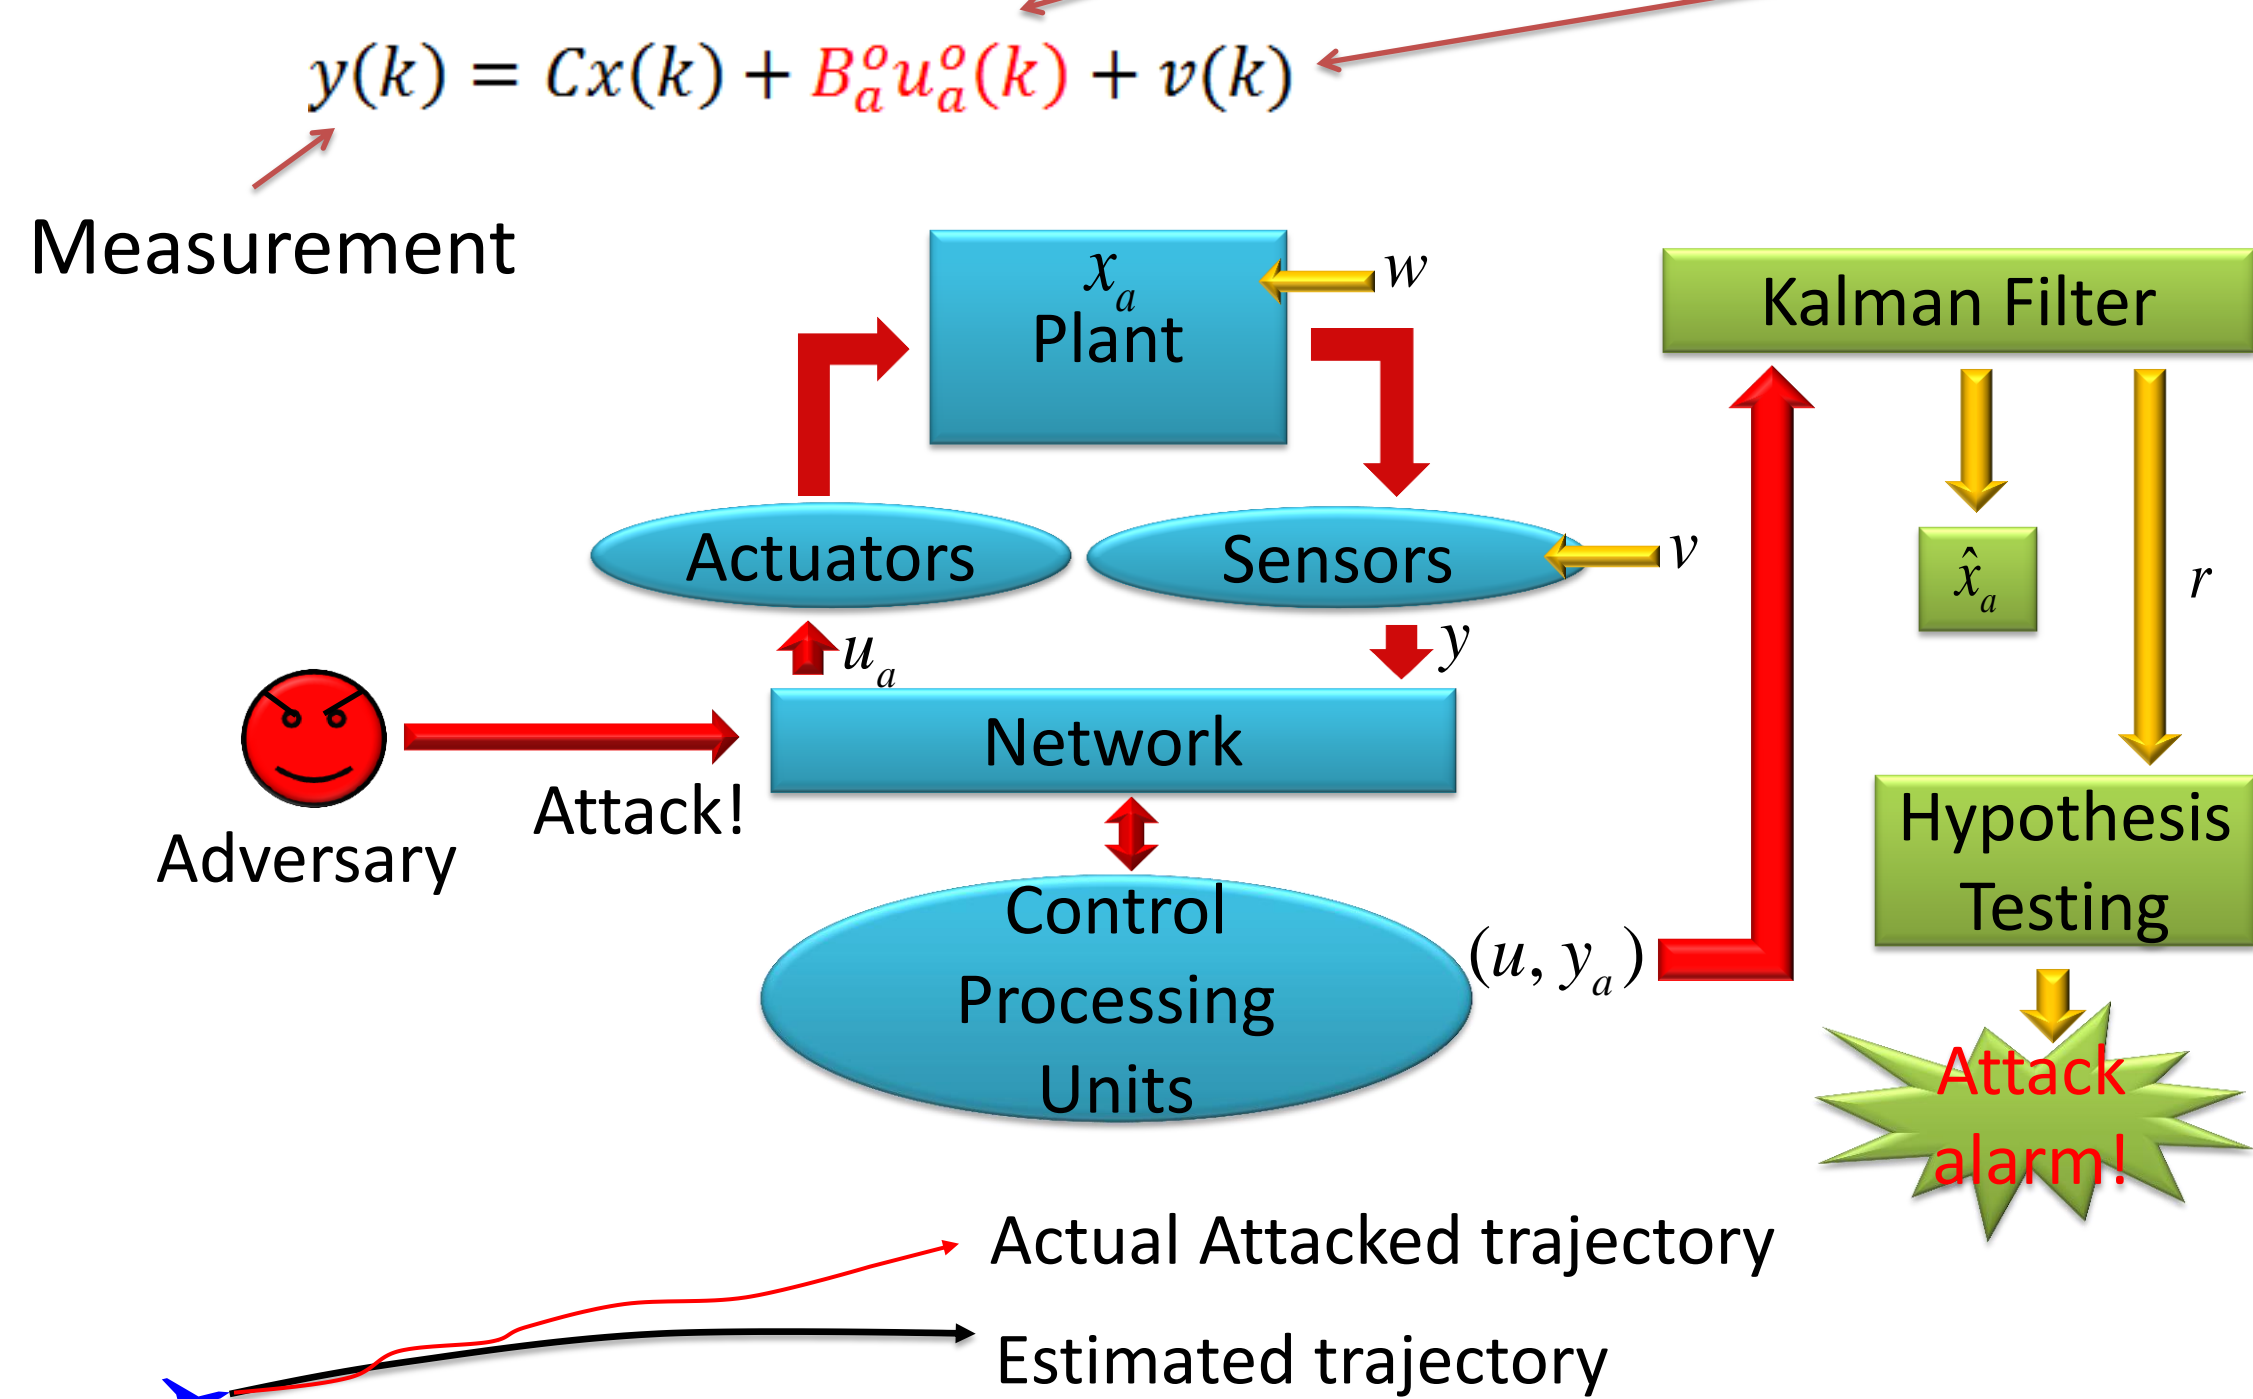 y(k) = Cx(k) + B_a^o u_a^o(k) + v(k)
Measurement
x_a
Plant
w
Kalman Filter
Actuators
Sensors
v
x̂_a
r
u_a
y
Network
Attack!
Adversary
Hypothesis
Testing
Control
Processing
Units
(u, y_a)
Attack
alarm!
Actual Attacked trajectory
Estimated trajectory